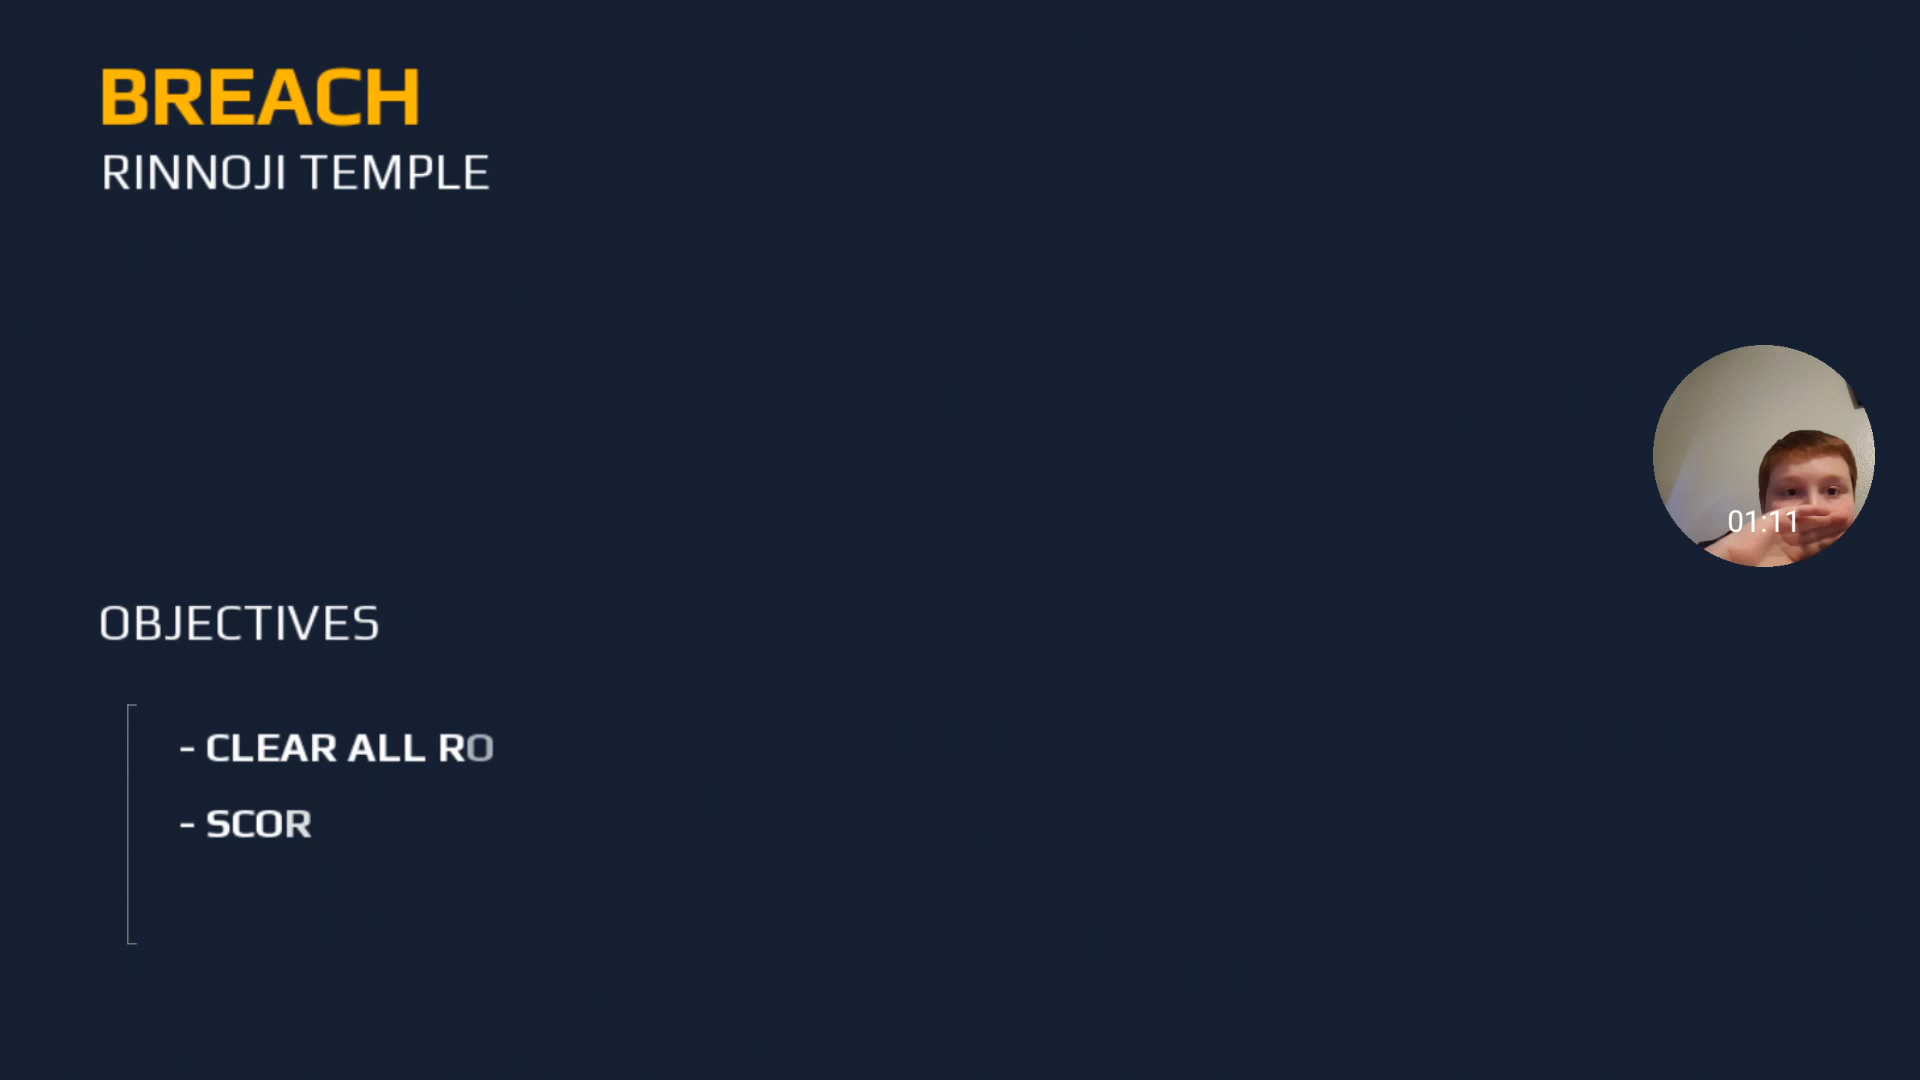 BREACH
RINNOJI TEMPLE
01:11
OBJECTIVES
- CLEAR ALL RO
- SCOR